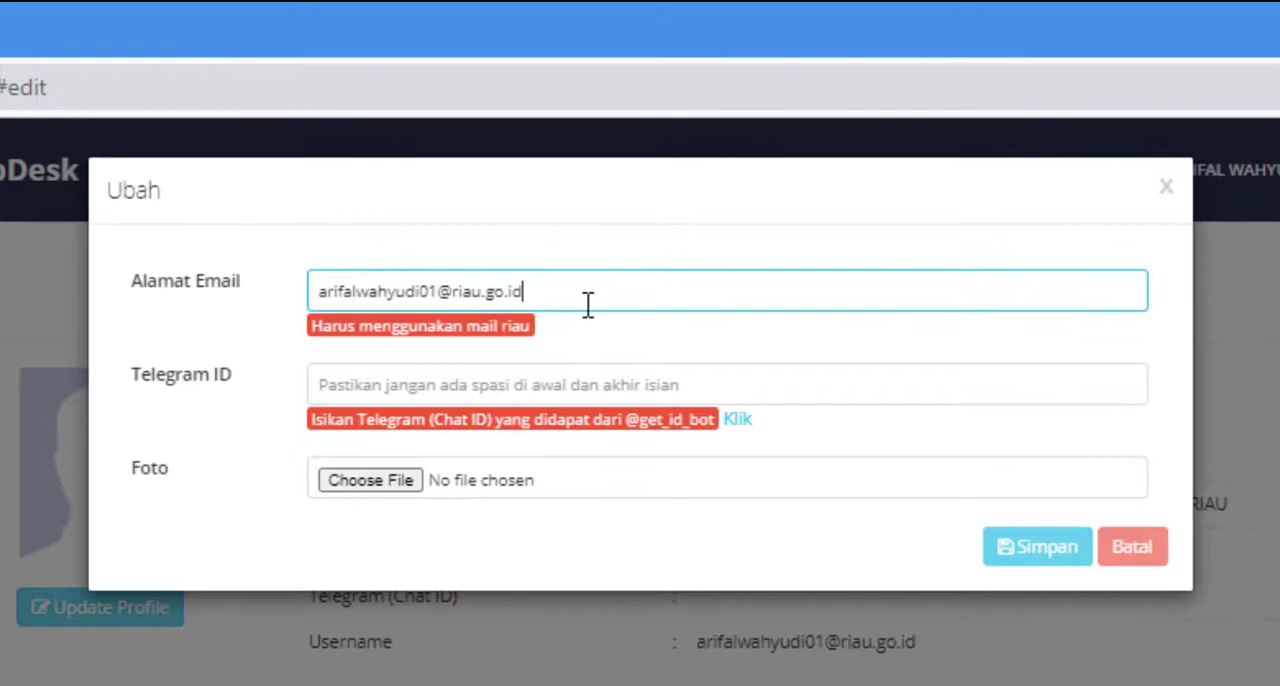 #edit
pDesk
IFAL WAHYU
Ubah
X
Alamat Email
arifalwahyudi01@riau.go.id
Harus menggunakan mail riau
Telegram ID
Pastikan jangan ada spasi di awal dan akhir isian
Isikan Telegram (Chat ID) yang didapat dari @get_id_bot Klik
Foto
Choose File No file chosen
RIAU
Simpan Batal
Update Profile
Telegram (Chat ID) :
Username : arifalwahyudi01@riau.go.id